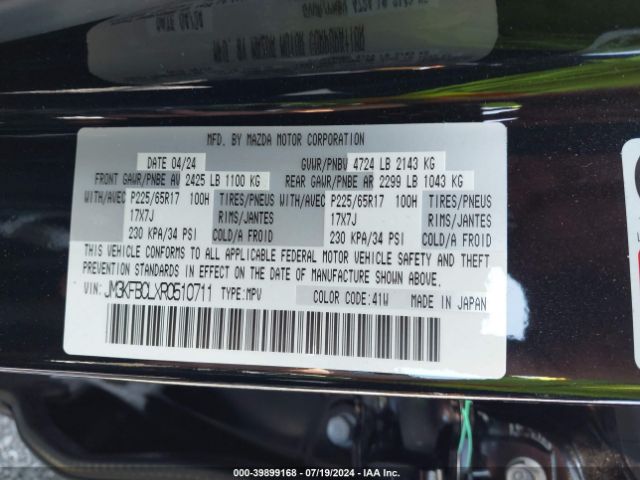 MFD. BY MAZDA MOTOR CORPORATION
DATE 04/24 GVWR/PNBV 4724 LB 2143 KG
FRONT GAWR/PNBE AV 2425 LB 1100 KG REAR GAWR/PNBE AR 2299 LB 1043 KG
WITH/AVEC P225/65R17 100H TIRES/PNEUS WITH/AVEC P225/65R17 100H TIRES/PNEUS
17X7J RIMS/JANTES 17X7J RIMS/JANTES
230 KPA/34 PSI COLD/A FROID 230 KPA/34 PSI COLD/A FROID
THIS VEHICLE CONFORMS TO ALL APPLICABLE FEDERAL MOTOR VEHICLE SAFETY AND THEFT
PREVENTION STANDARDS IN EFFECT ON THE DATE OF MANUFACTURE SHOWN ABOVE.
VIN: JM3KFBCLXR0510711 TYPE:MPV COLOR CODE:41W MADE IN JAPAN
000-39899168 - 07/19/2024 - IAA Inc.